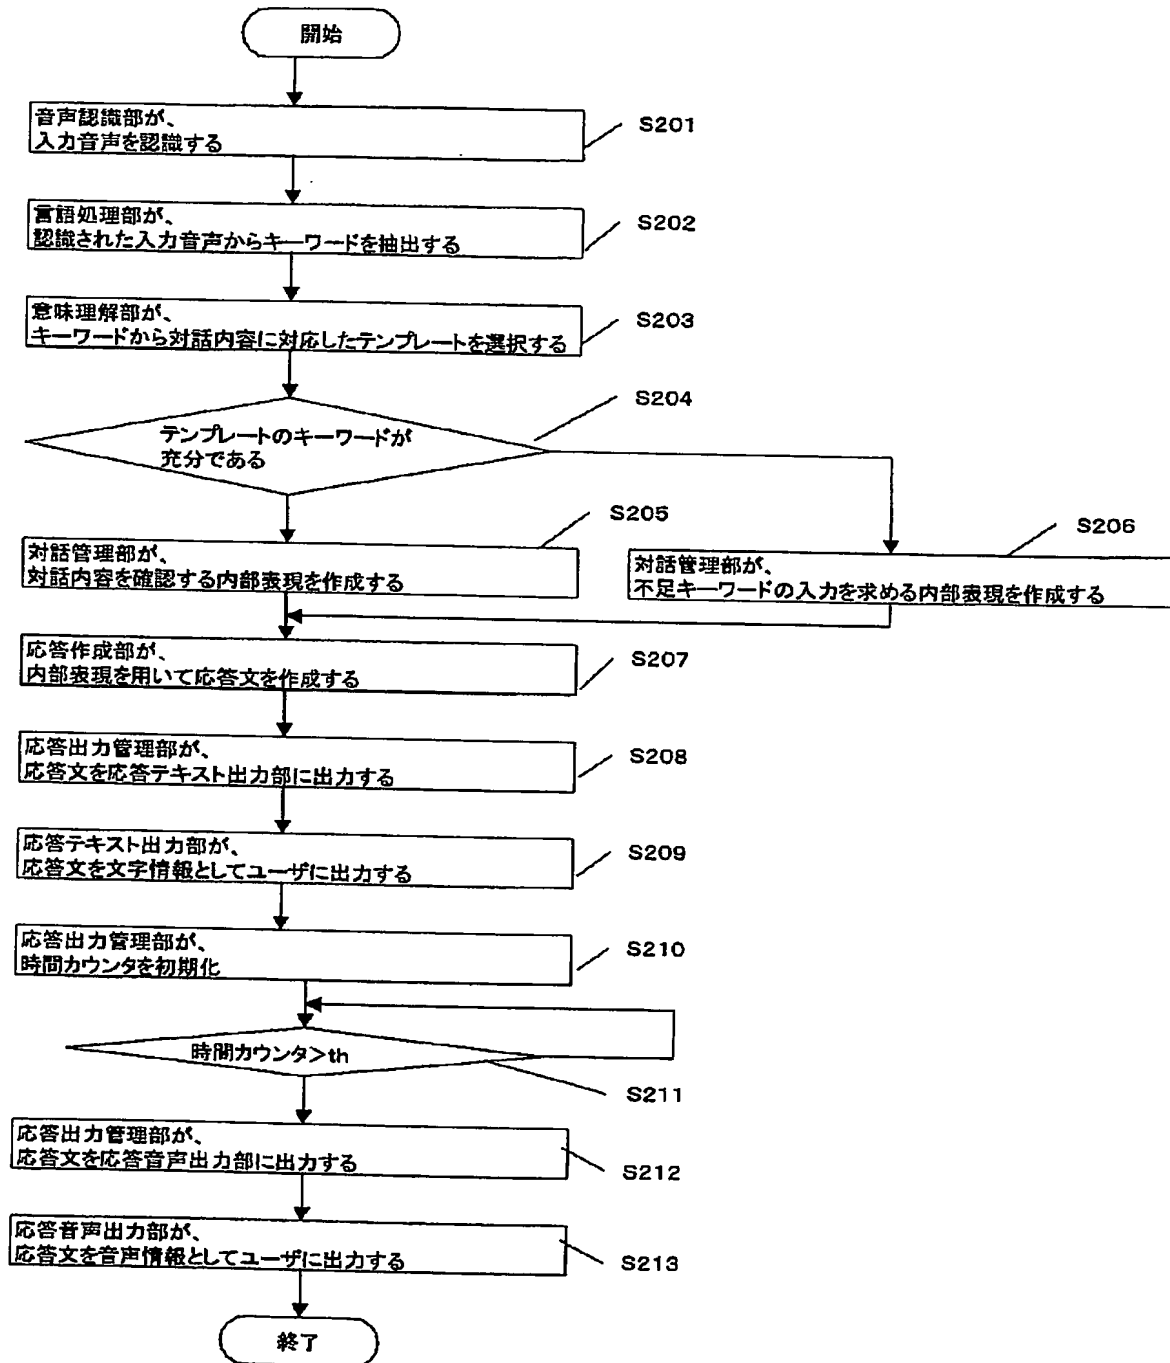 開始
音声認識部が、
入力音声を認識する
S201
言語処理部が、
認識された入力音声からキーワードを抽出する
S202
意味理解部が、
キーワードから対話内容に対応したテンプレートを選択する
S203
S204
テンプレートのキーワードが
充分である
S205
対話管理部が、
対話内容を確認する内部表現を作成する
S206
対話管理部が、
不足キーワードの入力を求める内部表現を作成する
応答作成部が、
内部表現を用いて応答文を作成する
S207
応答出力管理部が、
応答文を応答テキスト出力部に出力する
S208
応答テキスト出力部が、
応答文を文字情報としてユーザに出力する
S209
応答出力管理部が、
時間カウンタを初期化
S210
時間カウンタ>th
S211
応答出力管理部が、
応答文を応答音声出力部に出力する
S212
応答音声出力部が、
応答文を音声情報としてユーザに出力する
S213
終了